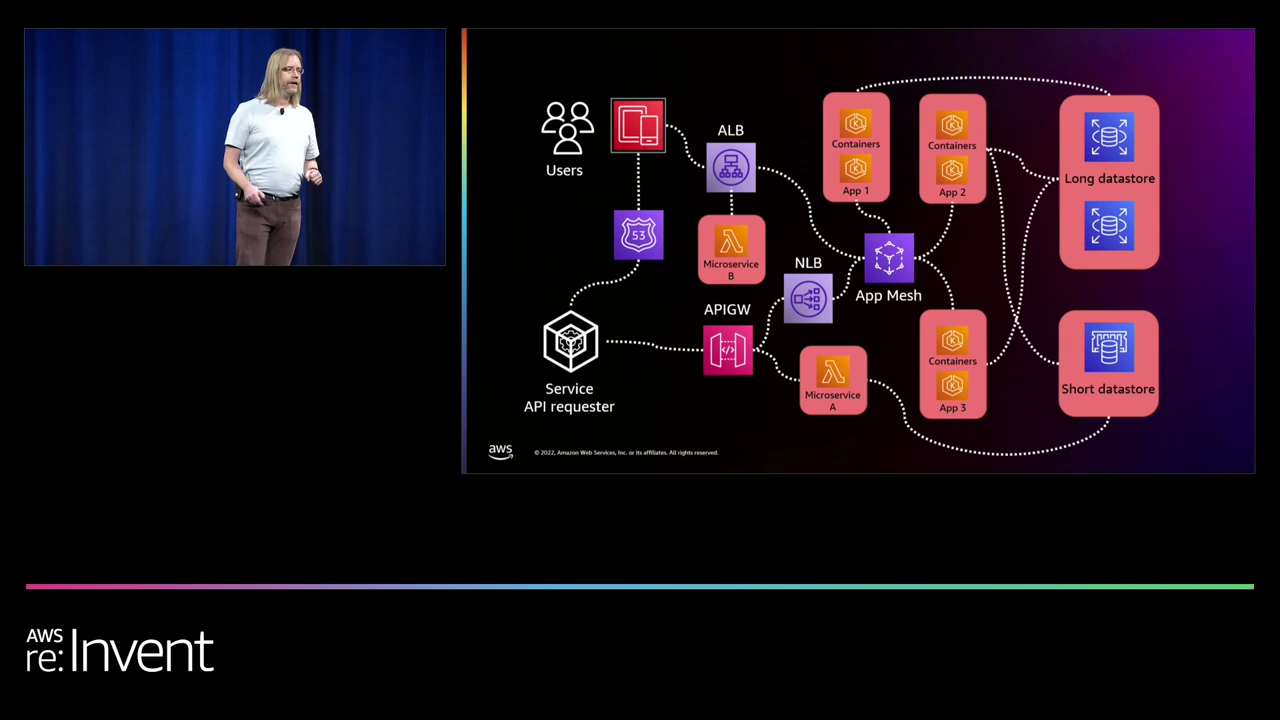 Users
ALB
53
Microservice
B
Service
API requester
APIGW
NLB
Microservice
A
Containers
App 1
Containers
App 2
App Mesh
Containers
App 3
Long datastore
Short datastore
aws
© 2022, Amazon Web Services, Inc. or its affiliates. All rights reserved.
AWS
re:Invent